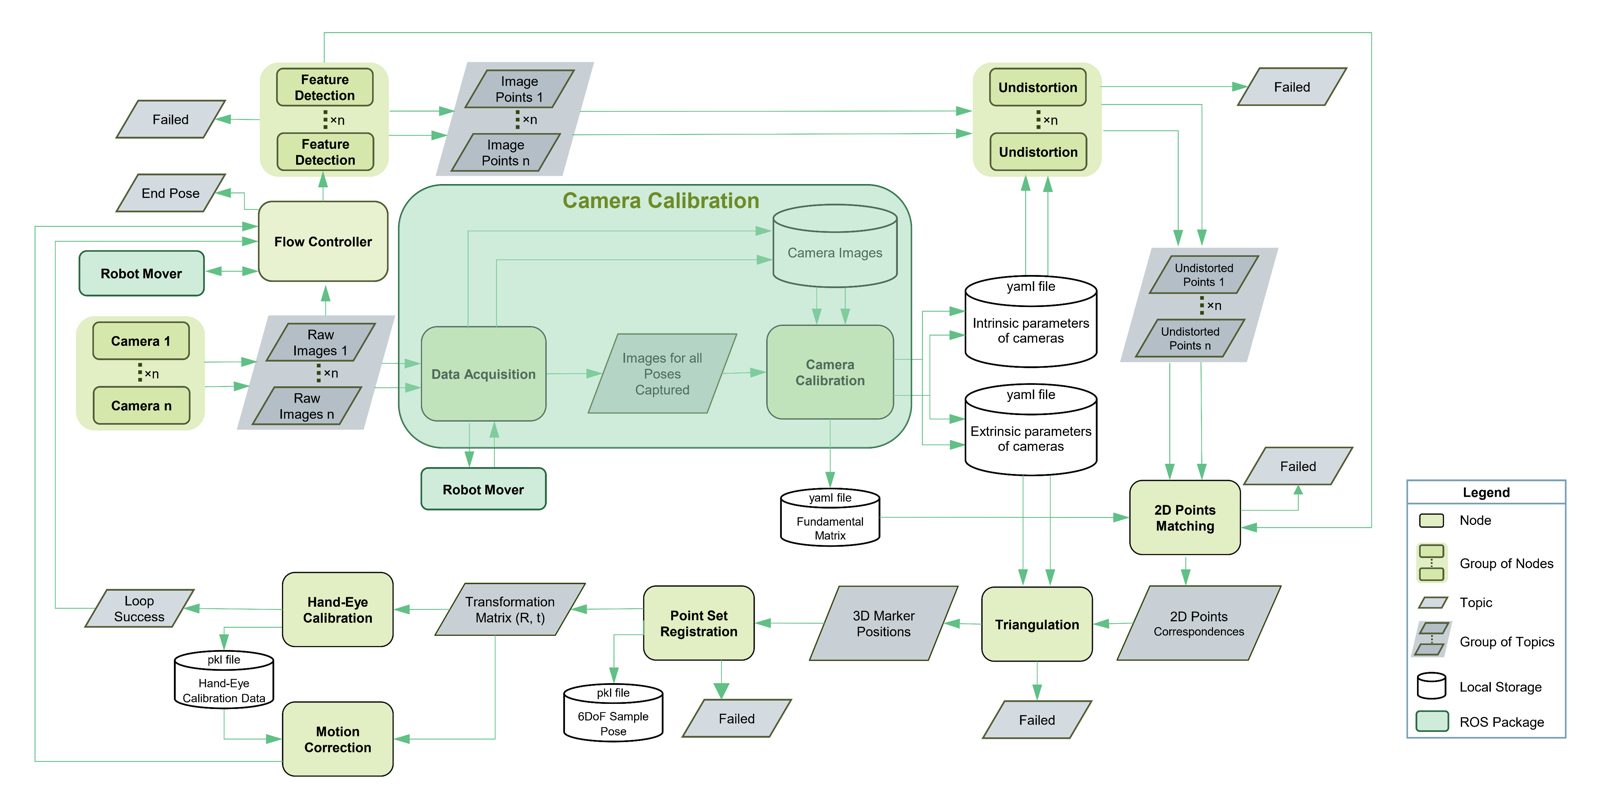 Feature
Detection
×n
Feature
Detection
Image
Points 1
×n
Image
Points n
Undistortion
×n
Undistortion
Failed
Failed
End Pose
Flow Controller
Robot Mover
Camera 1
×n
Camera n
Raw
Images 1
×n
Raw
Images n
Camera Calibration
Camera Images
Data Acquisition
Images for all
Poses
Captured
Camera
Calibration
Robot Mover
yaml file
Intrinsic parameters
of cameras
yaml file
Extrinsic parameters
of cameras
yaml file
Fundamental
Matrix
Undistorted
Points 1
×n
Undistorted
Points n
Failed
2D Points
Matching
2D Points
Correspondences
Triangulation
Failed
3D Marker
Positions
Point Set
Registration
Failed
pkl file
6DoF Sample
Pose
Transformation
Matrix (R, t)
Hand-Eye
Calibration
Loop
Success
pkl file
Hand-Eye
Calibration Data
Motion
Correction
Legend
Node
Group of Nodes
Topic
Group of Topics
Local Storage
ROS Package